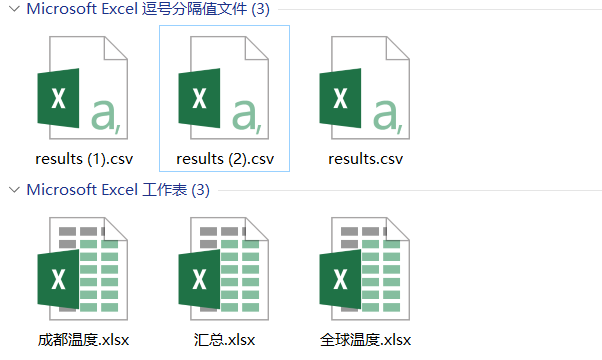 Microsoft Excel 逗号分隔值文件 (3)
results (1).csv
results (2).csv
results.csv
Microsoft Excel 工作表 (3)
成都温度.xlsx
汇总.xlsx
全球温度.xlsx